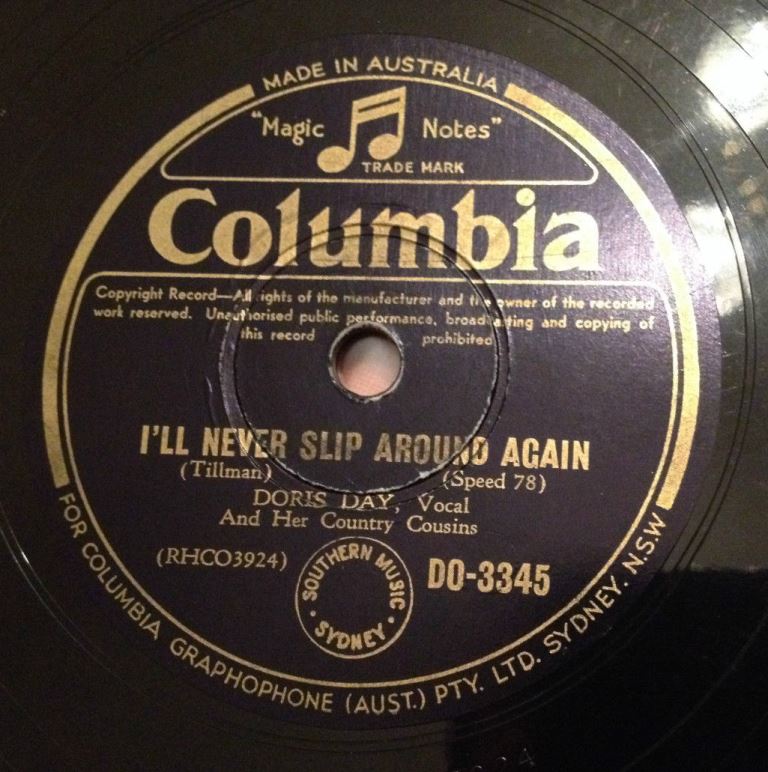 MADE IN AUSTRALIA
"Magic Notes"
TRADE MARK
Columbia
Copyright Record—All rights of the manufacturer and the owner of the recorded
work reserved. Unauthorised public performance, broadcasting and copying of
this record prohibited
I'LL NEVER SLIP AROUND AGAIN
(Tillman) (Speed 78)
DORIS DAY, Vocal
And Her Country Cousins
(RHCO3924)
SOUTHERN MUSIC
· SYDNEY ·
DO-3345
FOR COLUMBIA GRAPHOPHONE (AUST.) PTY. LTD. SYDNEY. N.S.W